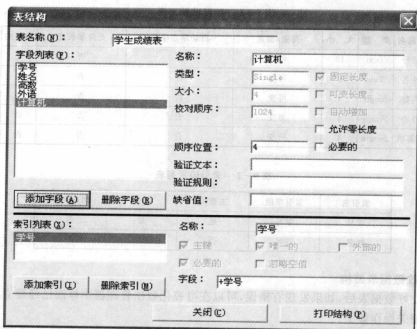 表结构
表名称(N): 学生成绩表
字段列表(F):
学号
姓名
高数
外语
计算机
名称: 计算机
类型: Single 固定长度
大小: 4 可变长度
校对顺序: 1024 自动增加
允许零长度
顺序位置: 4 必要的
验证文本:
验证规则:
缺省值:
添加字段(A) 删除字段(R)
索引列表(X):
学号
名称: 学号
主键 唯一的 外部的
必要的 忽略空值
添加索引(I) 删除索引(M)
字段: +学号
关闭(C) 打印结构(P)